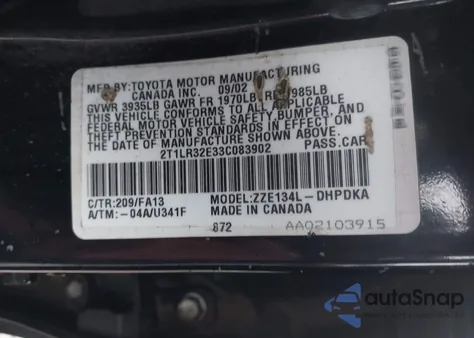 MFD.BY:TOYOTA MOTOR MANUFACTURING
CANADA INC. 09/02
GVWR 3935LB GAWR FR 1970LB 1985LB
THIS VEHICLE CONFORMS TO ALL APPLICABLE
FEDERAL MOTOR VEHICLE SAFETY,BUMPER, AND
THEFT PREVENTION STANDARDS IN EFFECT ON
THE DATE OF MANUFACTURE SHOWN ABOVE.
2T1LR32E33C083902 PASS.CAR
C/TR:209/FA13 MODEL:ZZE134L-DHPDKA
A/TM:-04A/U341F MADE IN CANADA
872 AA02103915
autoSnap